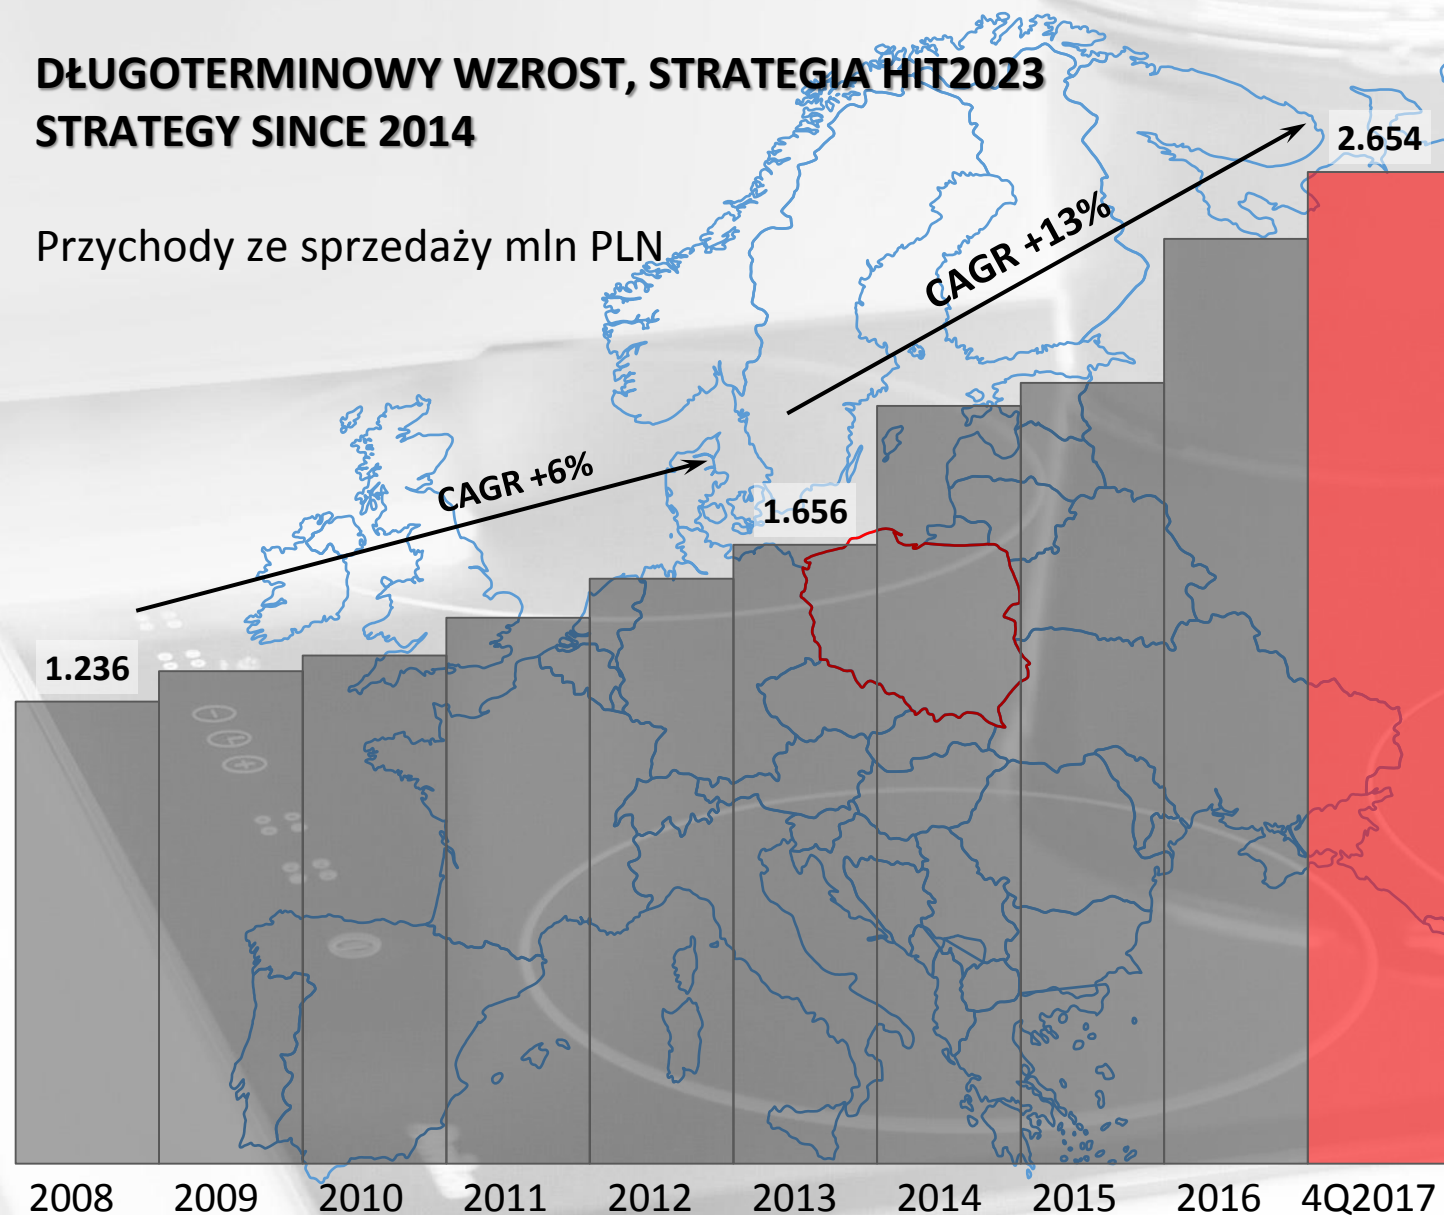 DŁUGOTERMINOWY WZROST, STRATEGIA HIT2023
STRATEGY SINCE 2014
Przychody ze sprzedaży mln PLN
2.654
CAGR +13%
CAGR +6%
1.656
1.236
2008 2009 2010 2011 2012 2013 2014 2015 2016 4Q2017